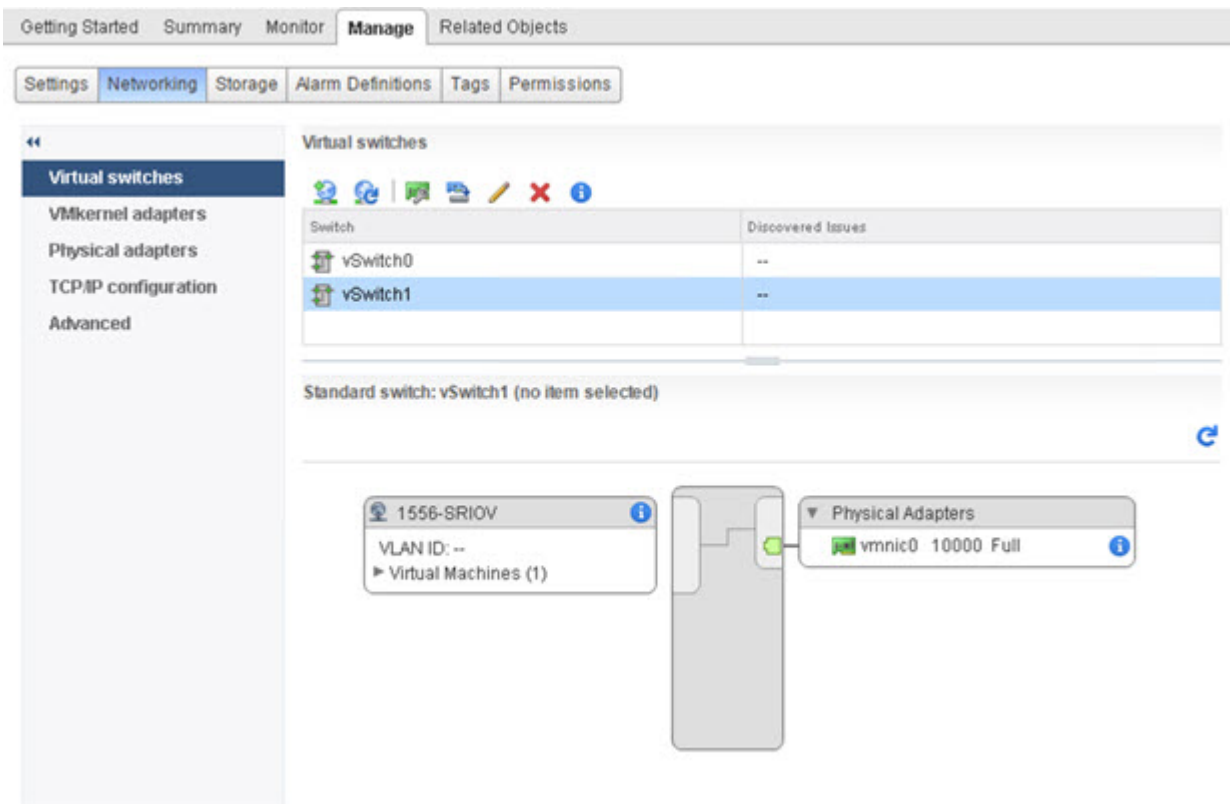 Getting Started Summary Monitor Manage Related Objects
Settings Networking Storage Alarm Definitions Tags Permissions
Virtual switches
VMkernel adapters
Physical adapters
TCP/IP configuration
Advanced
Virtual switches
Switch Discovered Issues
vSwitch0 --
vSwitch1 --
Standard switch: vSwitch1 (no item selected)
1556-SRIOV
VLAN ID: --
Virtual Machines (1)
Physical Adapters
vmnic0 10000 Full